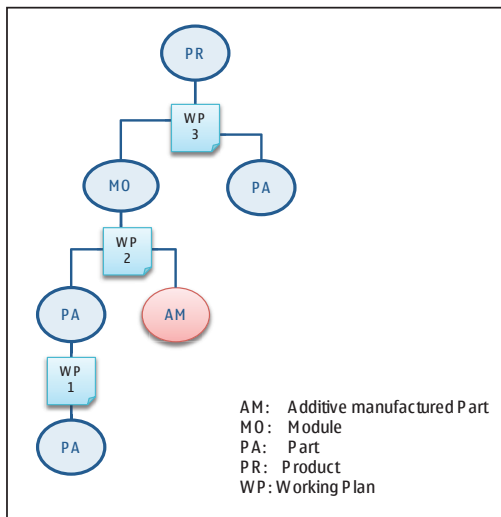 PR
WP
3
MO
PA
WP
2
PA
AM
WP
1
PA
AM: Additive manufactured Part
MO: Module
PA: Part
PR: Product
WP: Working Plan